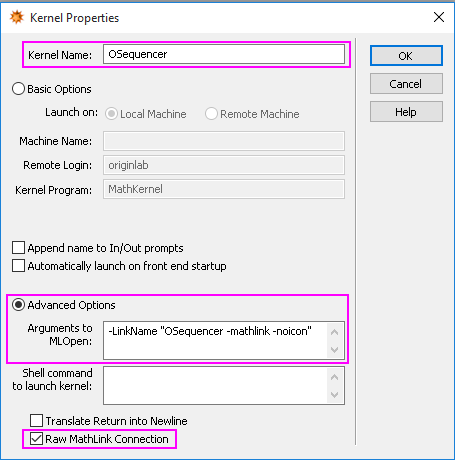 Kernel Properties
Kernel Name: OSequencer
OK
Basic Options
Cancel
Launch on: Local Machine Remote Machine
Help
Machine Name:
Remote Login: originlab
Kernel Program: MathKernel
Append name to In/Out prompts
Automatically launch on front end startup
Advanced Options
Arguments to
MLOpen:
-LinkName "OSequencer -mathlink -noicon"
Shell command
to launch kernel:
Translate Return into Newline
Raw MathLink Connection